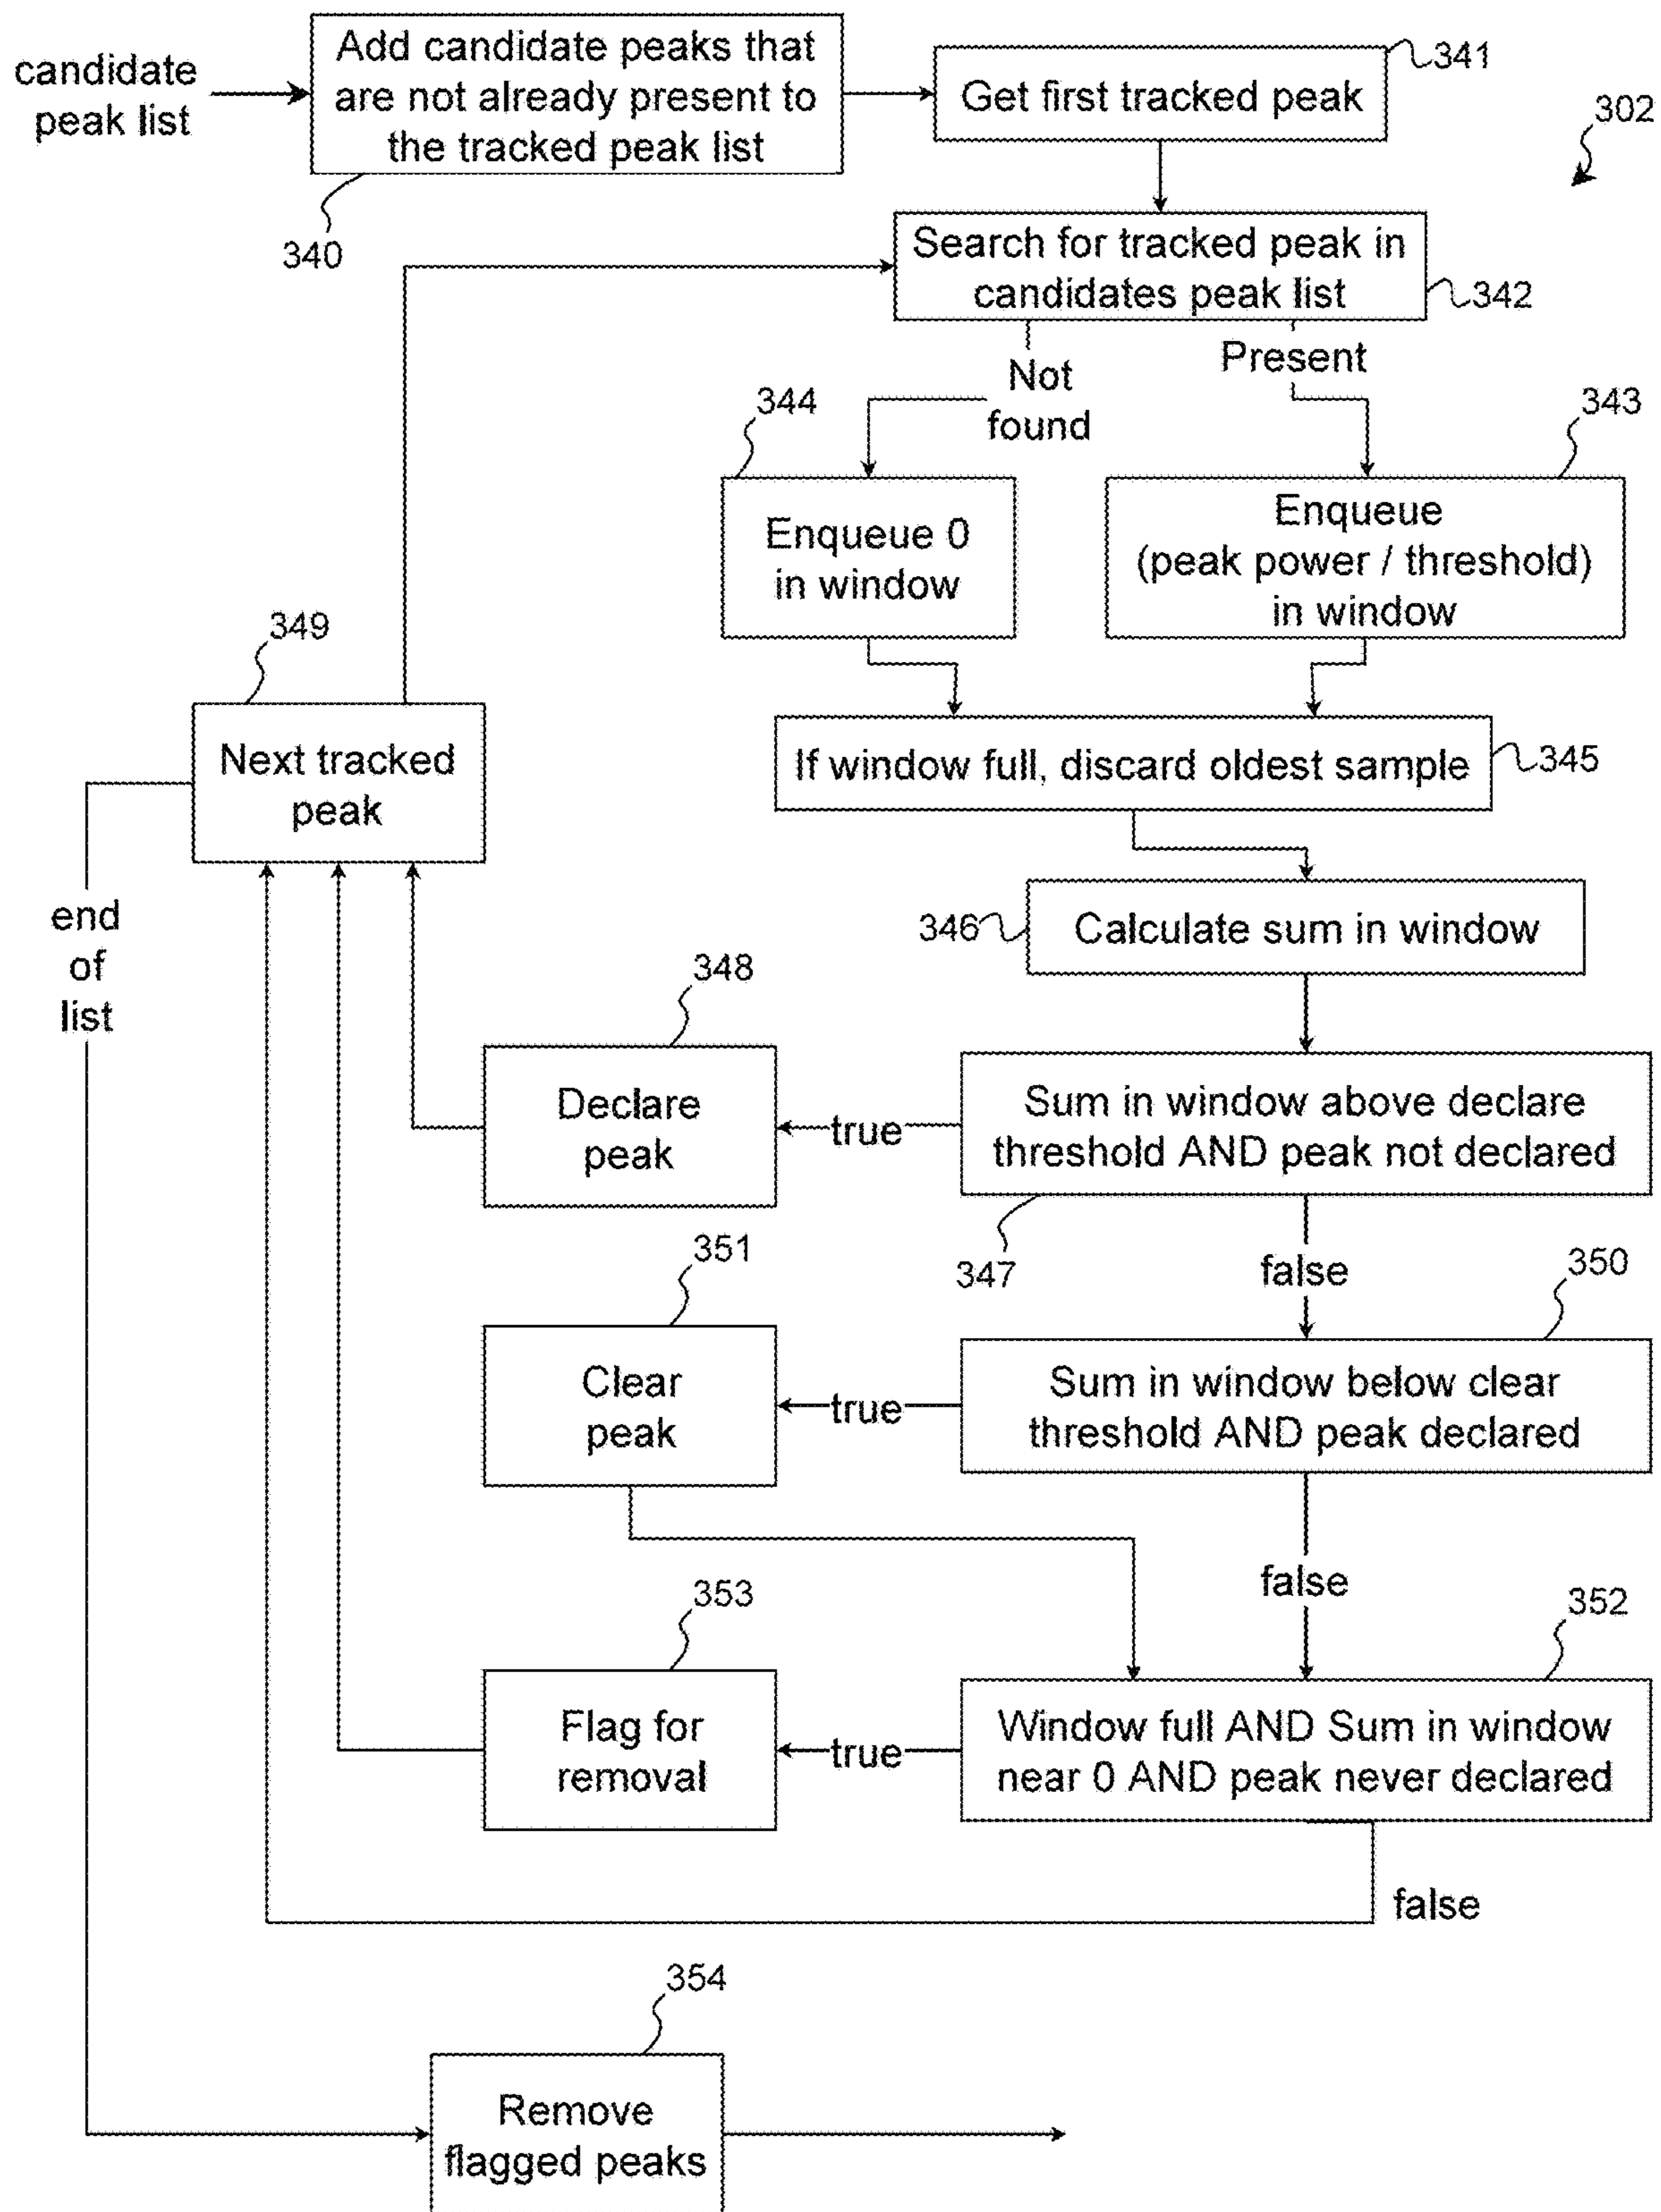 candidate
peak list
Add candidate peaks that
are not already present to
the tracked peak list
340
Get first tracked peak
341
302
Search for tracked peak in
candidates peak list
342
Not
found
Present
344
343
Enqueue 0
in window
Enqueue
(peak power / threshold)
in window
349
Next tracked
peak
If window full, discard oldest sample
345
end
of
list
346
Calculate sum in window
348
Declare
peak
true
Sum in window above declare
threshold AND peak not declared
347
false
351
350
Clear
peak
true
Sum in window below clear
threshold AND peak declared
false
353
352
Flag for
removal
true
Window full AND Sum in window
near 0 AND peak never declared
false
354
Remove
flagged peaks